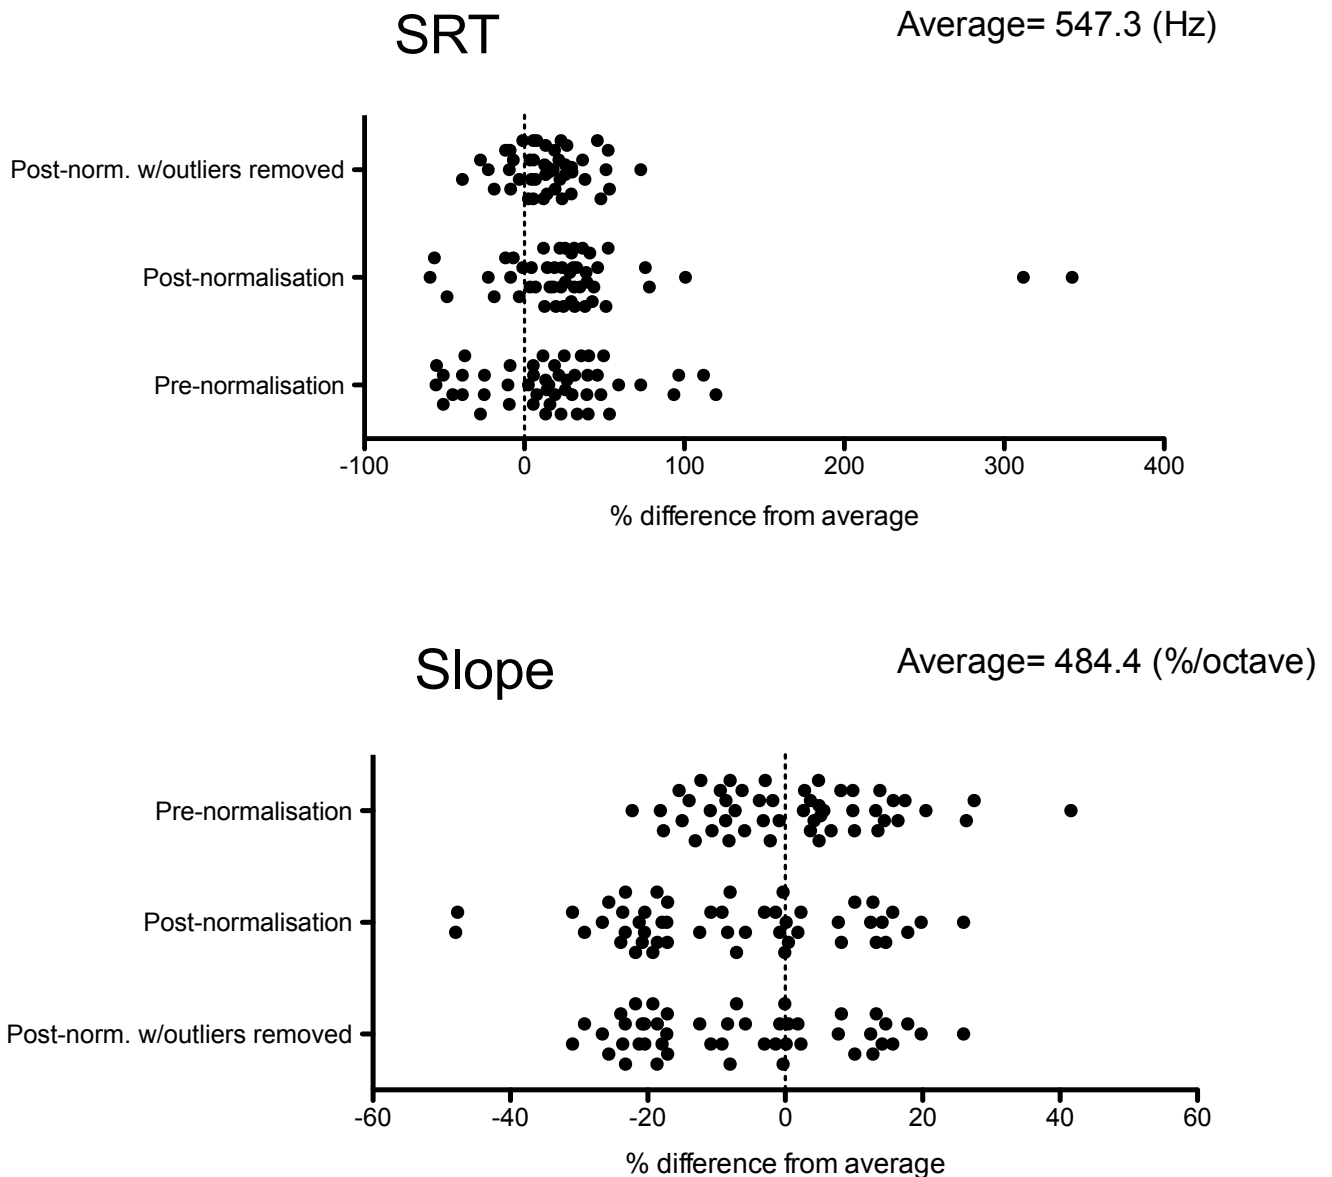 SRT
Average= 547.3 (Hz)
Post-norm. w/outliers removed
Post-normalisation
Pre-normalisation
-100 0 100 200 300 400
% difference from average
Slope
Average= 484.4 (%/octave)
Pre-normalisation
Post-normalisation
Post-norm. w/outliers removed
-60 -40 -20 0 20 40 60
% difference from average